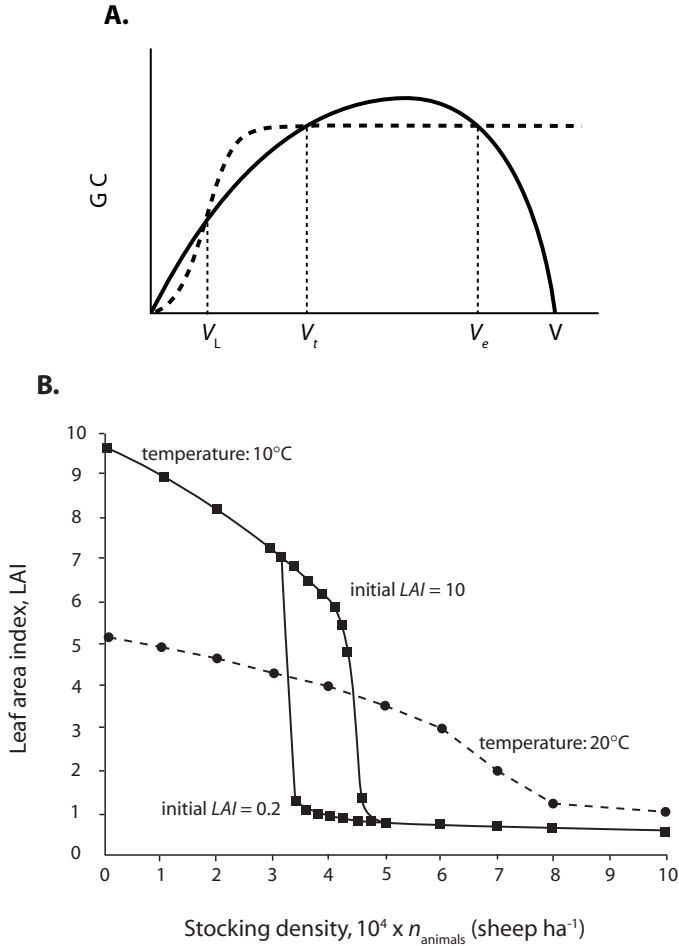 A.
G C
V_L V_t V_e V
B.
Leaf area index, LAI
10
9
8
7
6
5
4
3
2
1
0
temperature: 10°C
initial LAI = 10
temperature: 20°C
initial LAI = 0.2
0 1 2 3 4 5 6 7 8 9 10
Stocking density, 10⁴ x n_animals (sheep ha⁻¹)